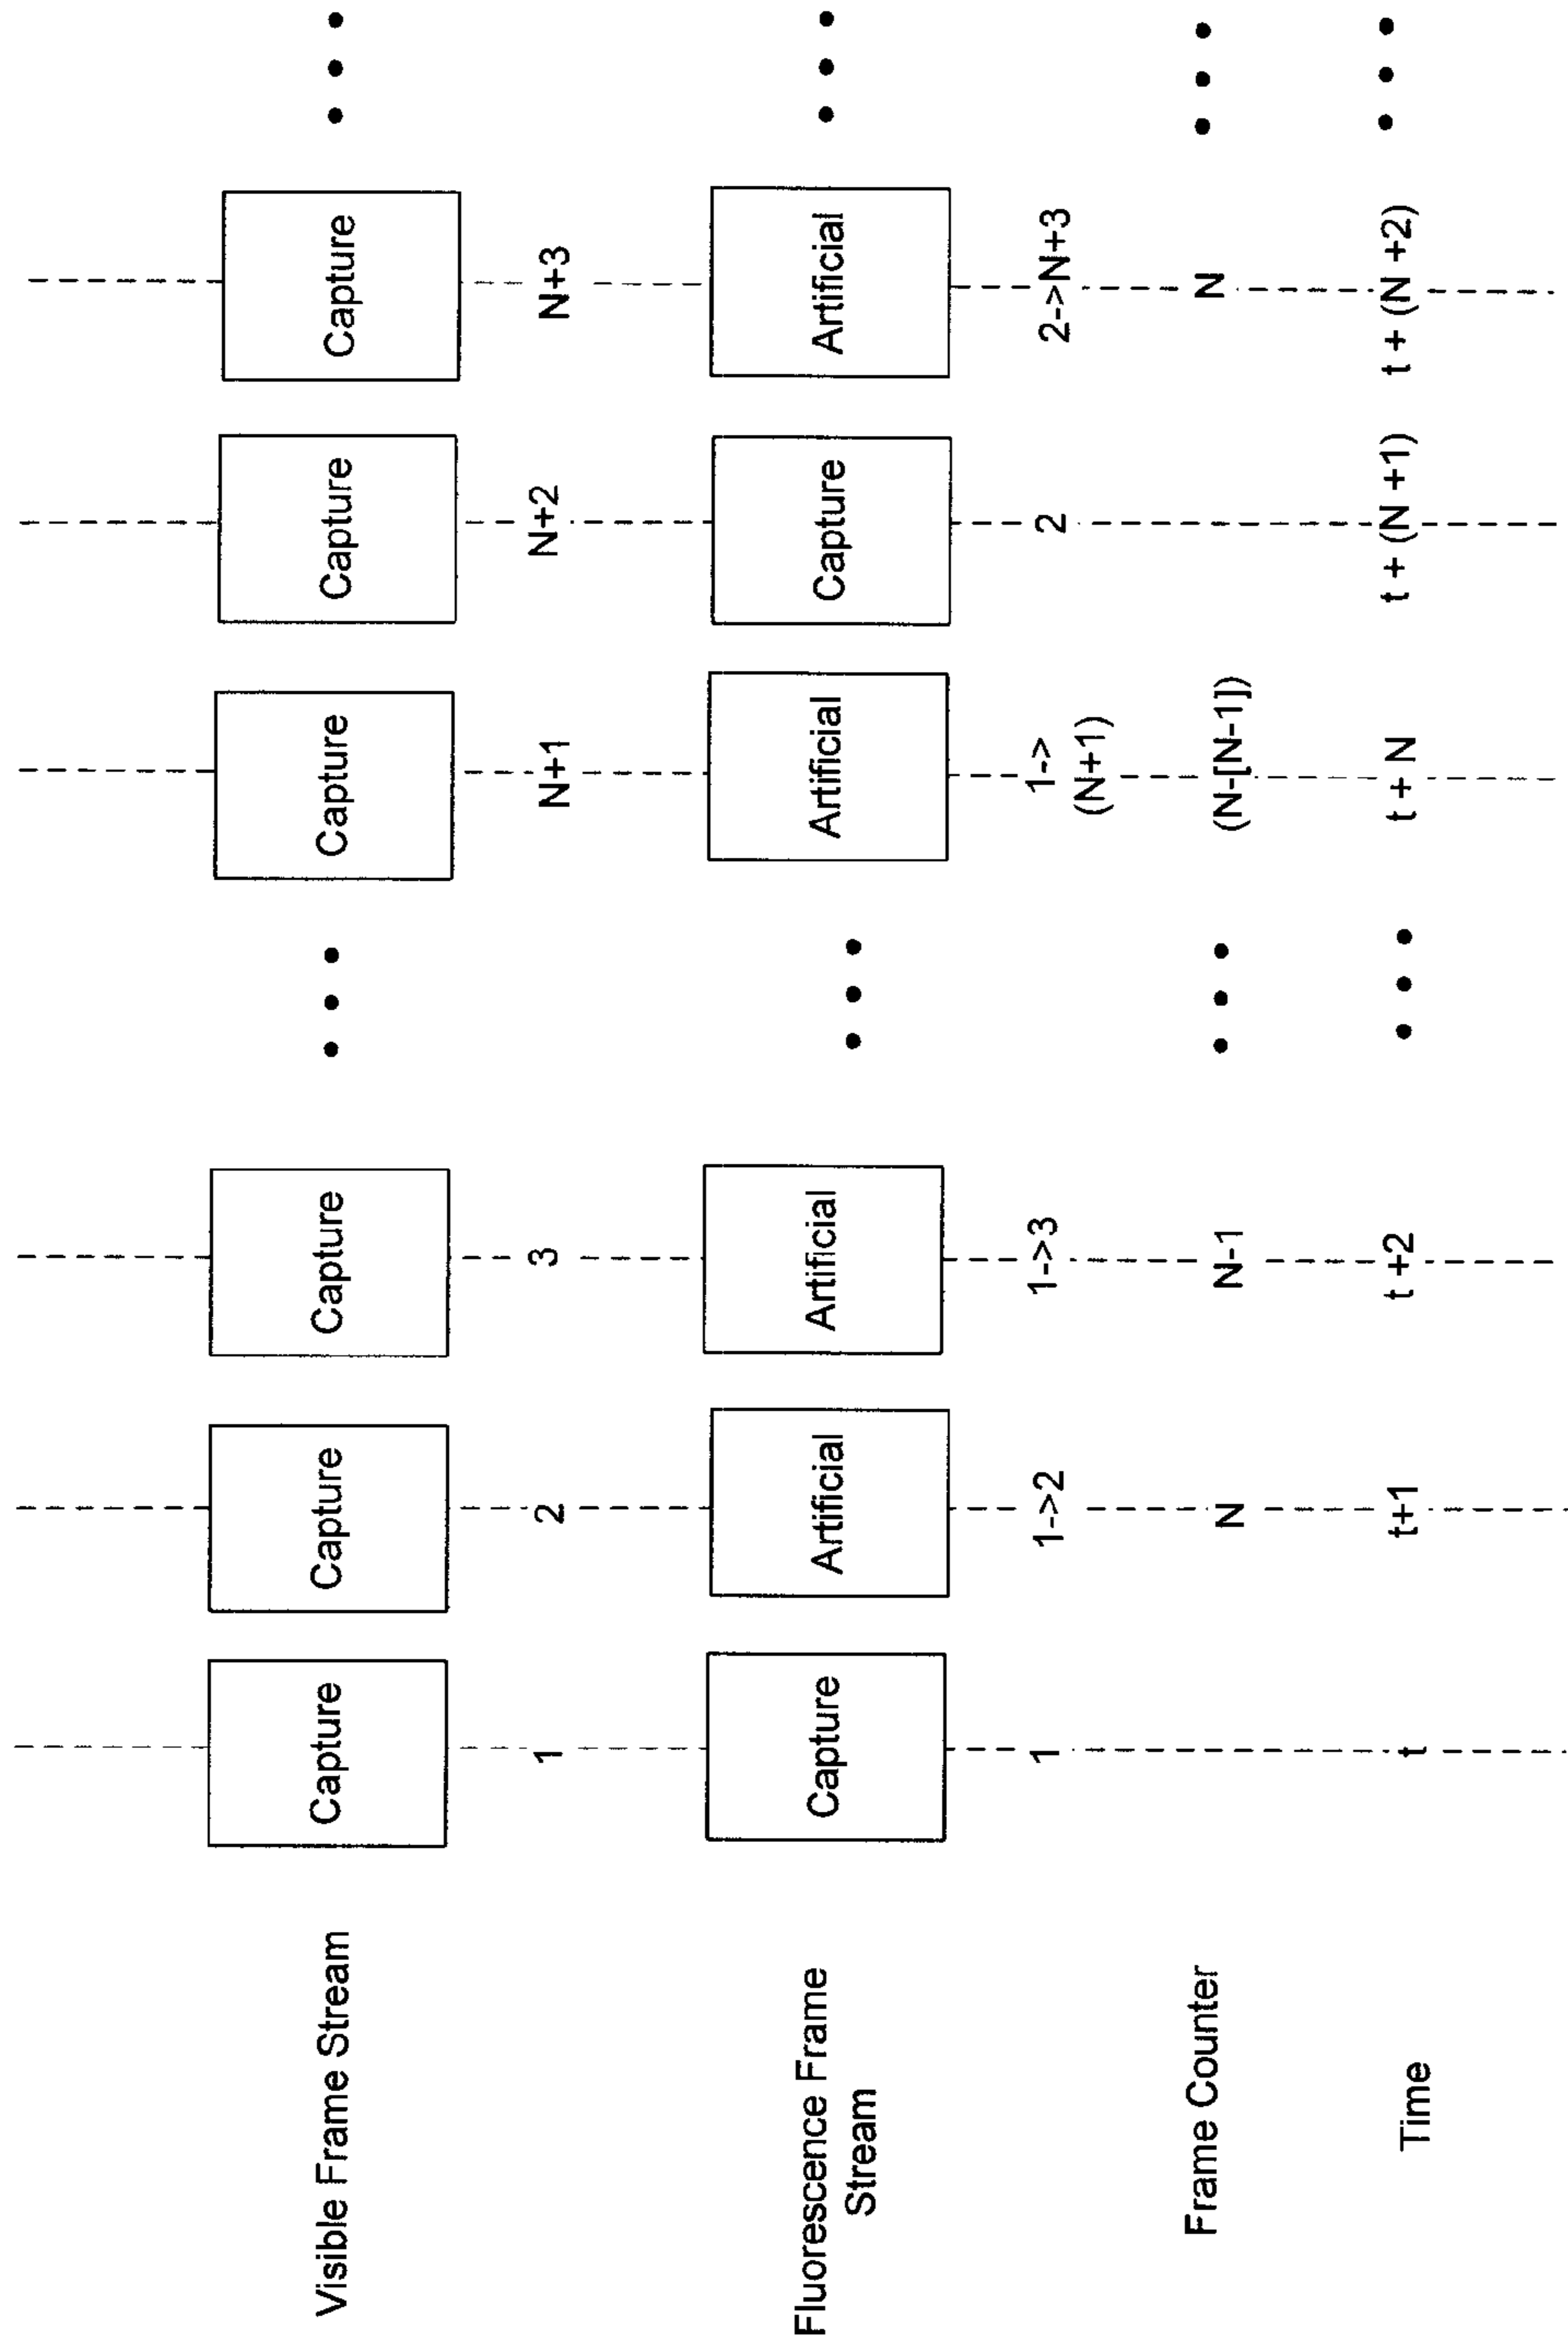 Visible Frame Stream
Capture
Capture
Capture
Capture
Capture
Capture
1
2
3
N+1
N+2
N+3
Fluorescence Frame
Stream
Capture
Artificial
Artificial
Artificial
Capture
Artificial
1
1->2
1->3
1->
(N+1)
2
2->N+3
Frame Counter
N
N-1
(N-[N-1])
N
Time
t
t+1
t +2
t + N
t + (N +1)
t + (N +2)